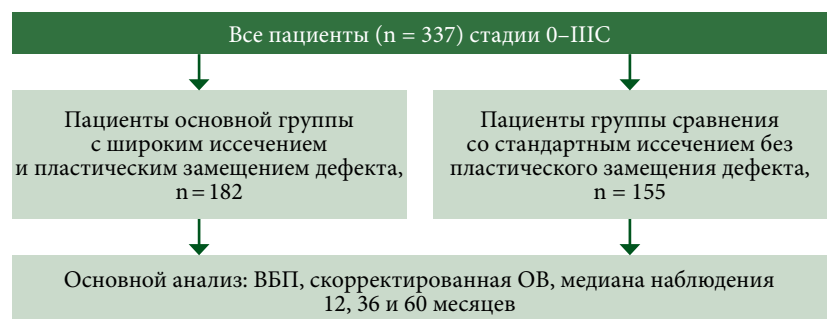 Все пациенты (n = 337) стадии 0–IIIC
Пациенты основной группы
с широким иссечением
и пластическим замещением дефекта,
n = 182
Пациенты группы сравнения
со стандартным иссечением без
пластического замещения дефекта,
n = 155
Основной анализ: ВБП, скорректированная ОВ, медиана наблюдения
12, 36 и 60 месяцев